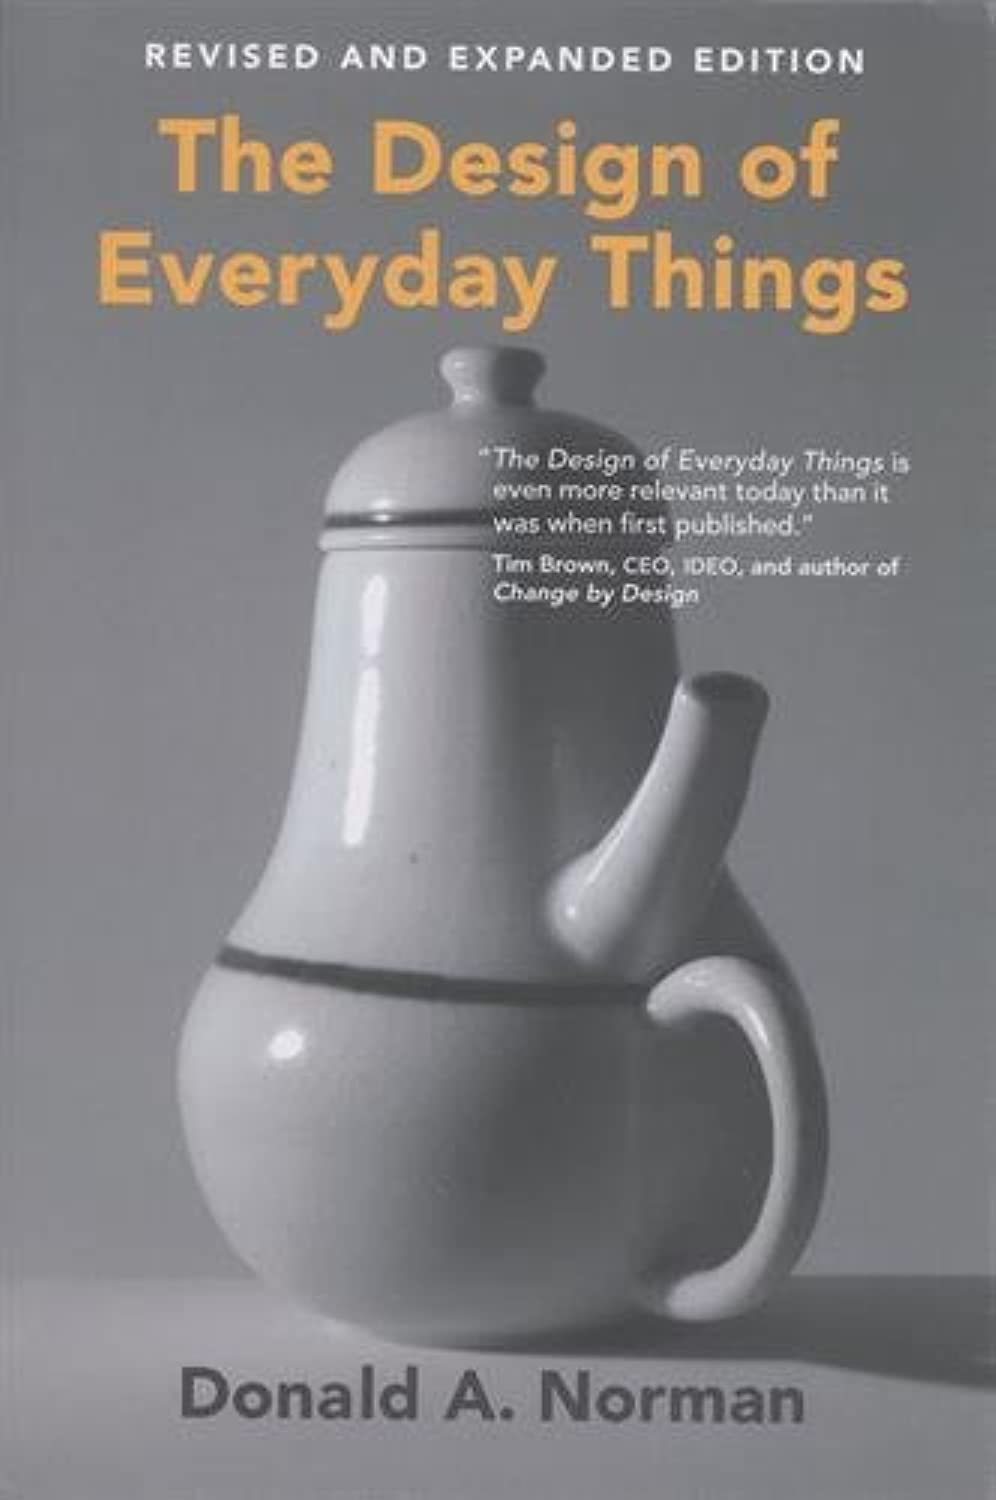 REVISED AND EXPANDED EDITION
The Design of
Everyday Things
“The Design of Everyday Things is
even more relevant today than it
was when first published.”
Tim Brown, CEO, IDEO, and author of
Change by Design
Donald A. Norman